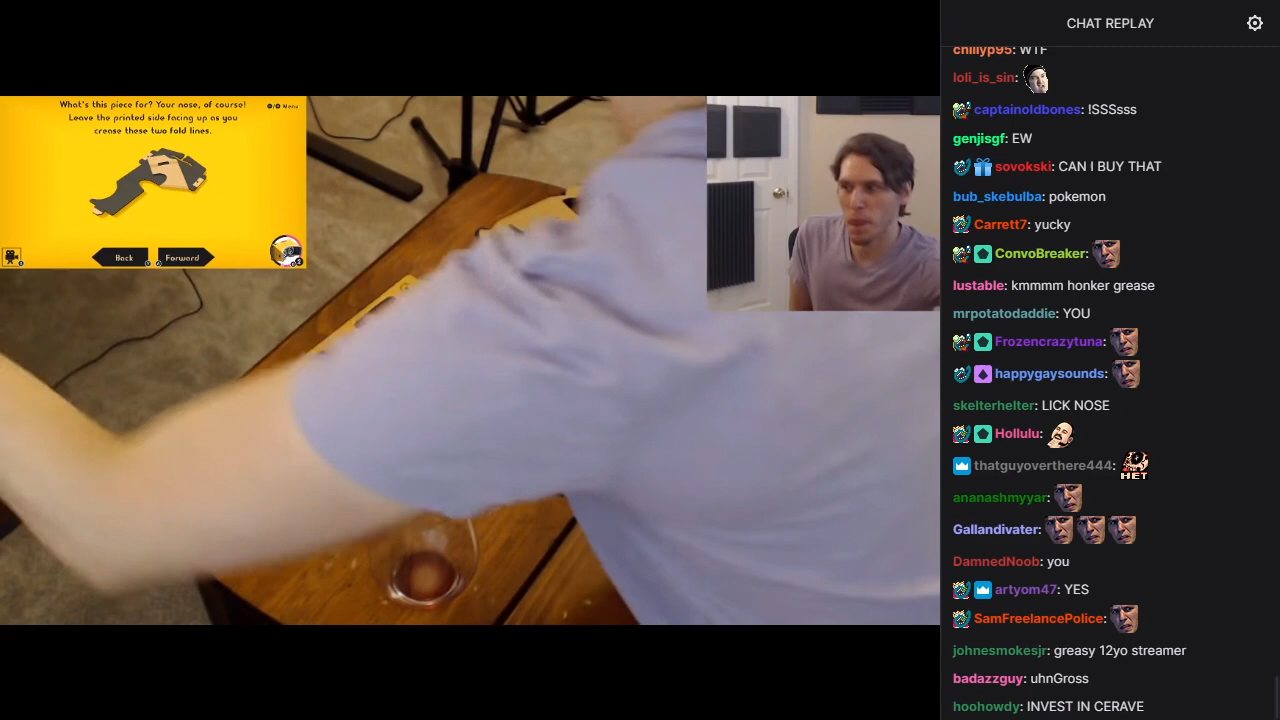 What's this piece for? Your nose, of course!
Leave the printed side facing up as you
crease these two fold lines.
Menu
Back
Forward
CHAT REPLAY
chillyp95: WTF
loli_is_sin:
captainoldbones: !SSSsss
genjisgf: EW
sovokski: CAN I BUY THAT
bub_skebulba: pokemon
Carrett7: yucky
ConvoBreaker:
lustable: kmmmm honker grease
mrpotatodaddie: YOU
Frozencrazytuna:
happygaysounds:
skelterhelter: LICK NOSE
Hollulu:
thatguyoverthere444: HET
ananashmyyar:
Gallandivater:
DamnedNoob: you
artyom47: YES
SamFreelancePolice:
johnesmokesjr: greasy 12yo streamer
badazzguy: uhnGross
hoohowdy: INVEST IN CERAVE